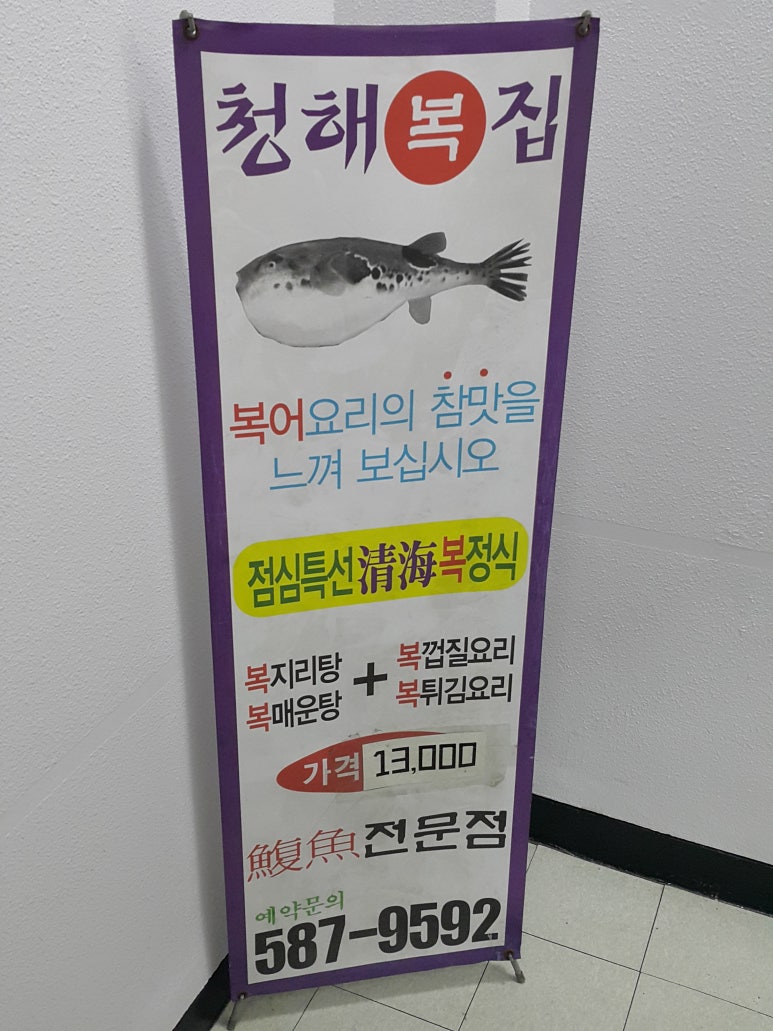 청해복집
복어요리의 참맛을
느껴 보십시오
점심특선清海복정식
복지리탕 + 복껍질요리
복매운탕 복튀김요리
가격 13,000
鰒魚전문점
예약문의
587-9592